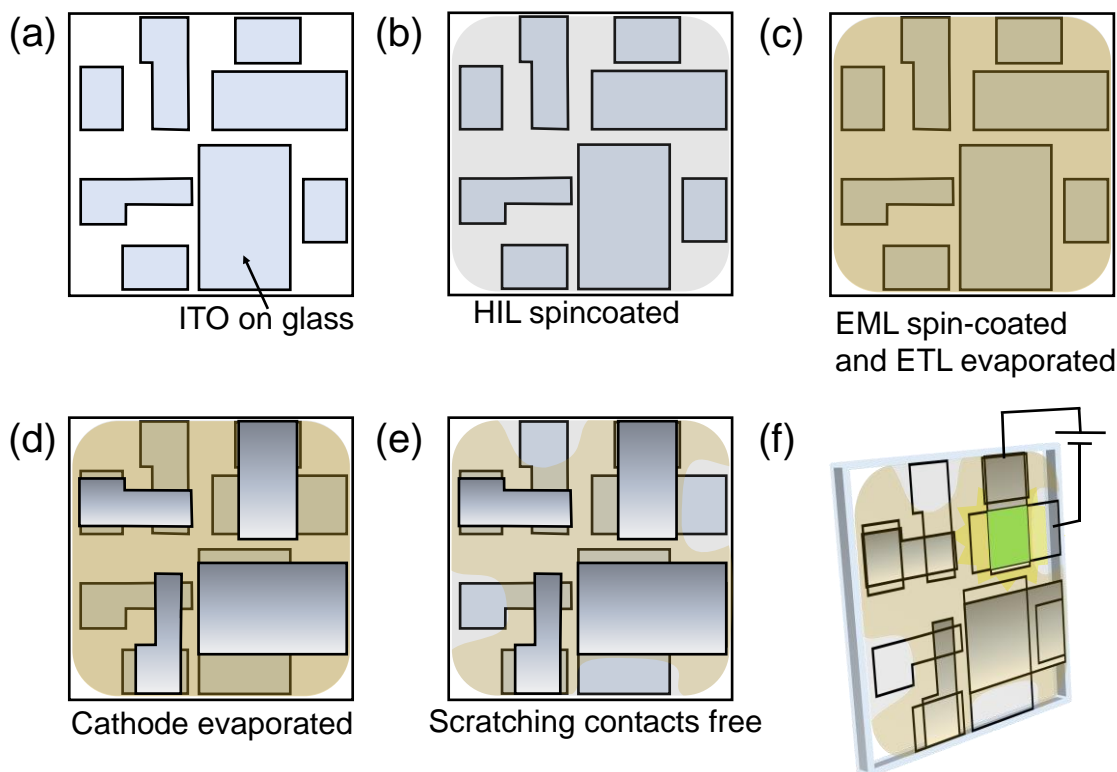 (a)
(b)
(c)
ITO on glass
HIL spincoated
EML spin-coated
and ETL evaporated
(d)
(e)
(f)
Cathode evaporated
Scratching contacts free